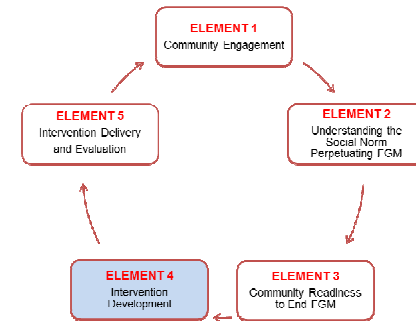 ELEMENT 1
Community Engagement
ELEMENT 2
Understanding the
Social Norm
Perpetuating FGM
ELEMENT 3
Community Readiness
to End FGM
ELEMENT 4
Intervention
Development
ELEMENT 5
Intervention Delivery
and Evaluation